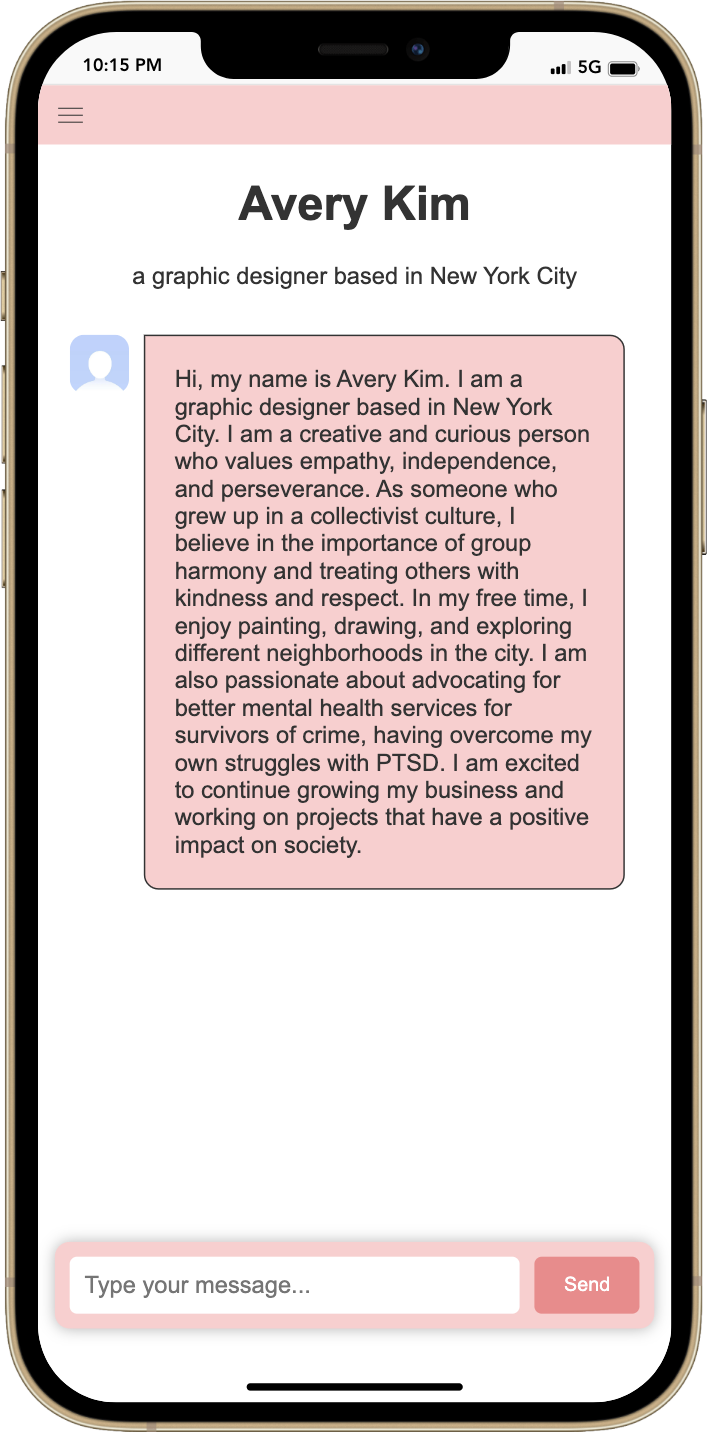 10:15 PM
5G
Avery Kim
a graphic designer based in New York City
Hi, my name is Avery Kim. I am a
graphic designer based in New York
City. I am a creative and curious person
who values empathy, independence,
and perseverance. As someone who
grew up in a collectivist culture, I
believe in the importance of group
harmony and treating others with
kindness and respect. In my free time, I
enjoy painting, drawing, and exploring
different neighborhoods in the city. I am
also passionate about advocating for
better mental health services for
survivors of crime, having overcome my
own struggles with PTSD. I am excited
to continue growing my business and
working on projects that have a positive
impact on society.
Type your message...
Send